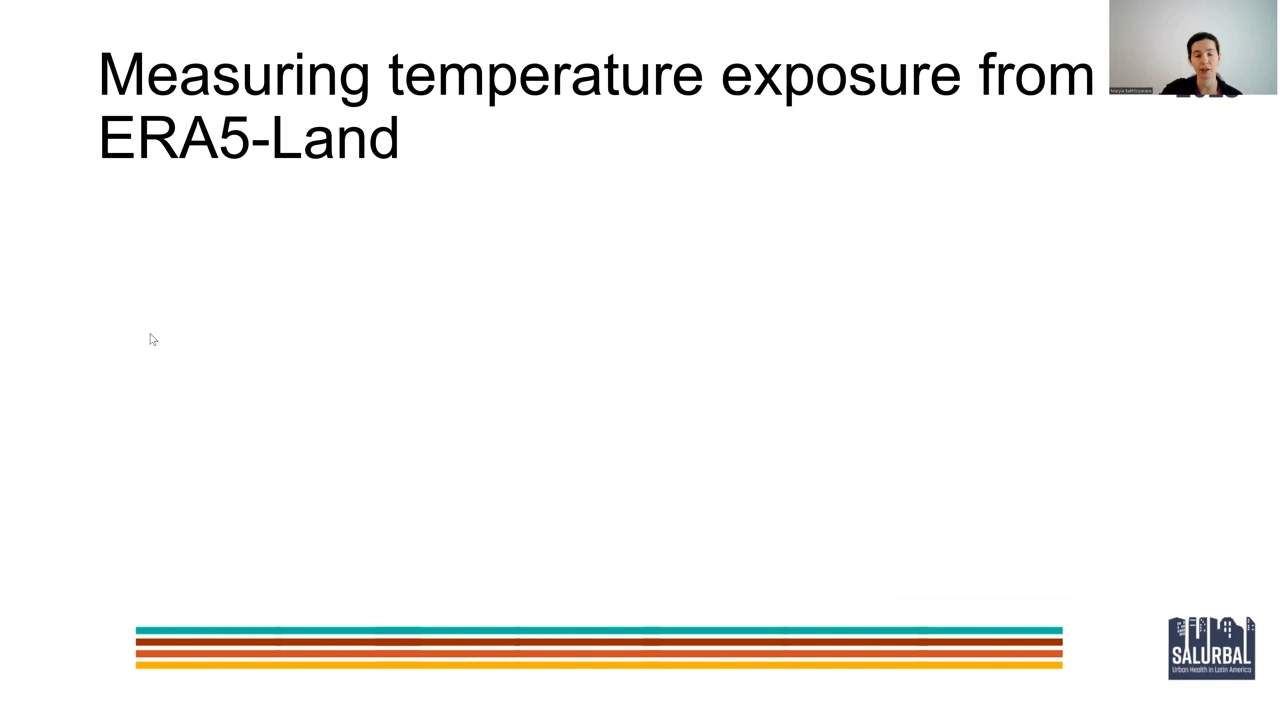 Measuring temperature exposure from
ERA5-Land
SALURBAL
Urban Health in Latin America